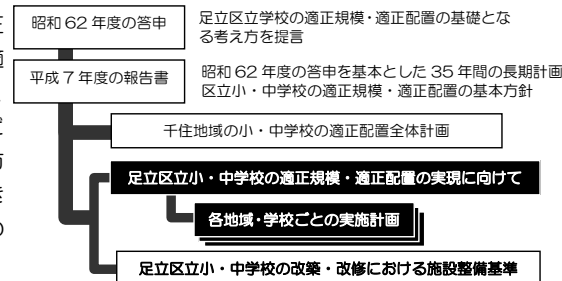 昭和62年度の答申
足立区立学校の適正規模・適正配置の基礎とな
る考え方を提言
平成7年度の報告書
昭和62年度の答申を基本とした35年間の長期計画
区立小・中学校の適正規模・適正配置の基本方針
千住地域の小・中学校の適正配置全体計画
足立区立小・中学校の適正規模・適正配置の実現に向けて
各地域・学校ごとの実施計画
足立区立小・中学校の改築・改修における施設整備基準